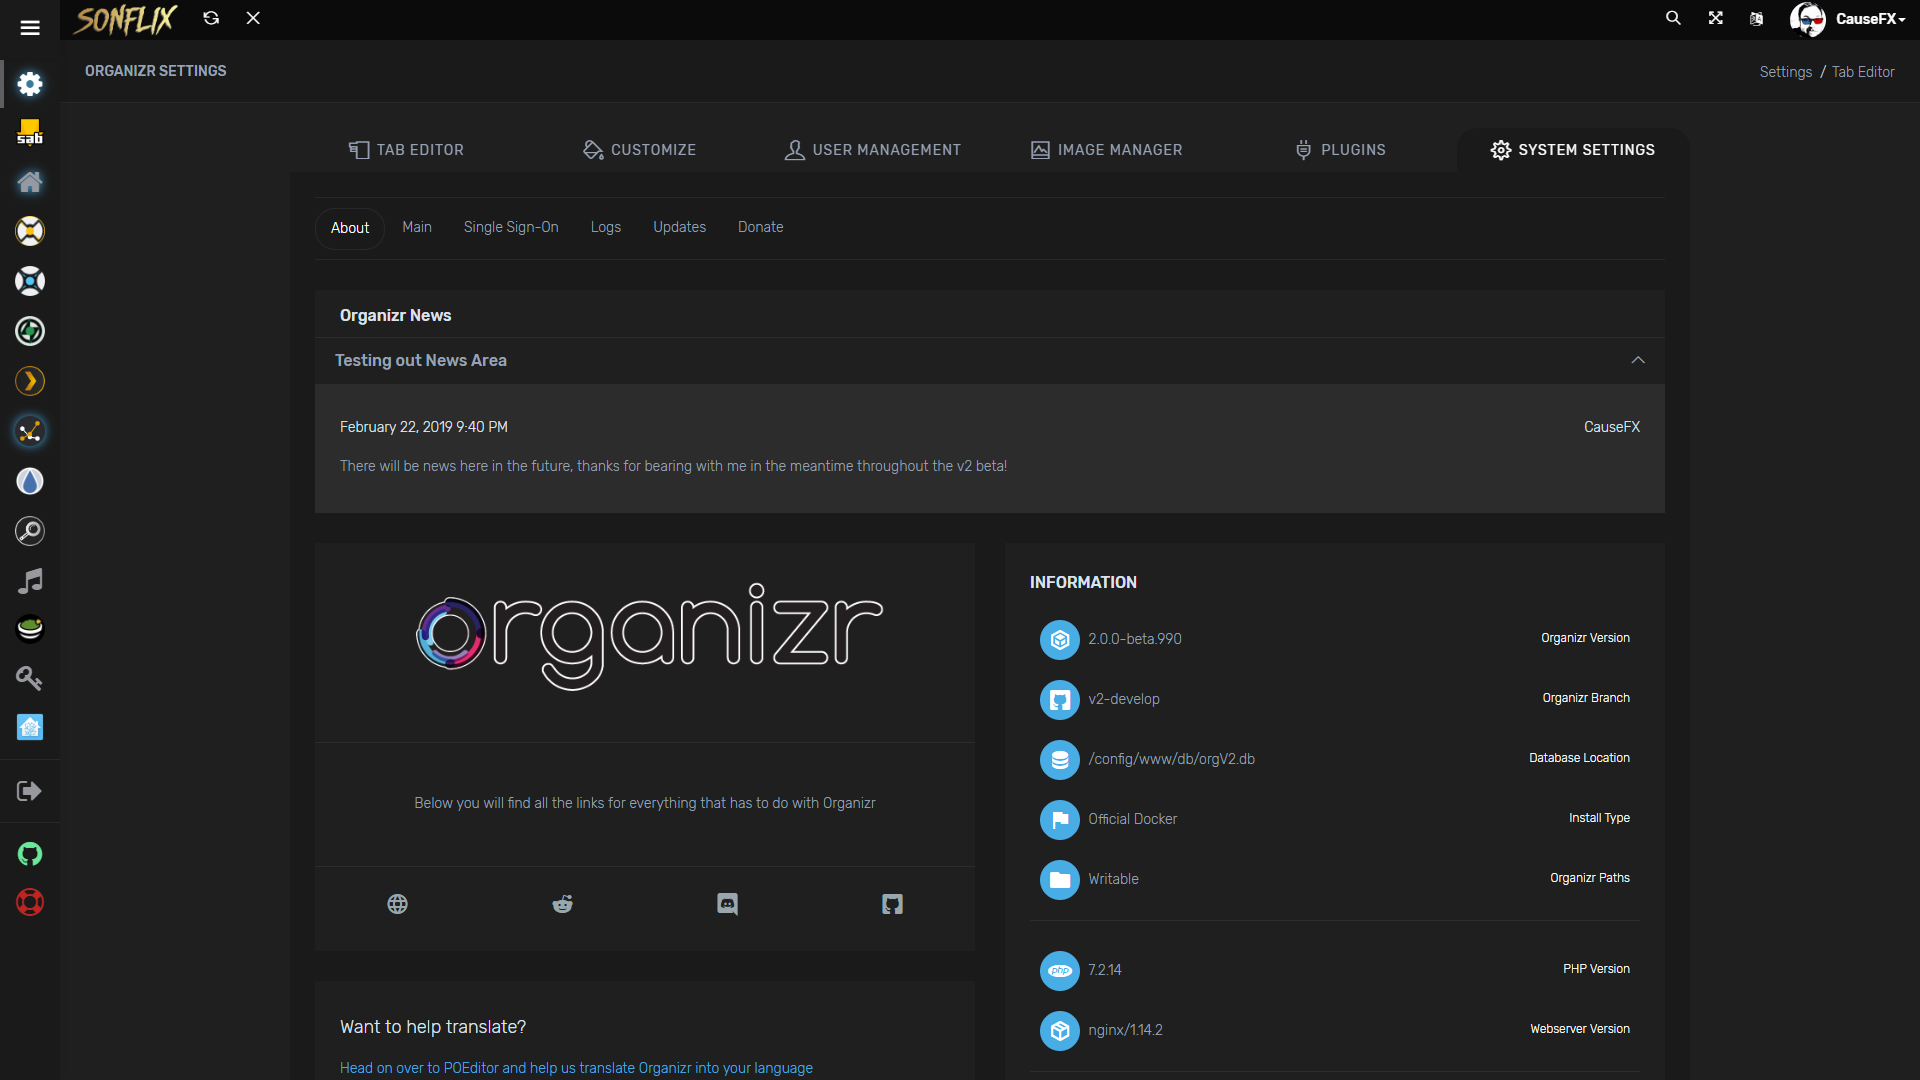 SONFLIX
CauseFX
ORGANIZR SETTINGS
Settings / Tab Editor
sab
TAB EDITOR
CUSTOMIZE
USER MANAGEMENT
IMAGE MANAGER
PLUGINS
SYSTEM SETTINGS
About
Main
Single Sign-On
Logs
Updates
Donate
Organizr News
Testing out News Area
February 22, 2019 9:40 PM
CauseFX
There will be news here in the future, thanks for bearing with me in the meantime throughout the v2 beta!
organizr
Below you will find all the links for everything that has to do with Organizr
Want to help translate?
Head on over to POEditor and help us translate Organizr into your language
INFORMATION
2.0.0-beta.990
Organizr Version
v2-develop
Organizr Branch
/config/www/db/orgV2.db
Database Location
Official Docker
Install Type
Writable
Organizr Paths
php
7.2.14
PHP Version
nginx/1.14.2
Webserver Version